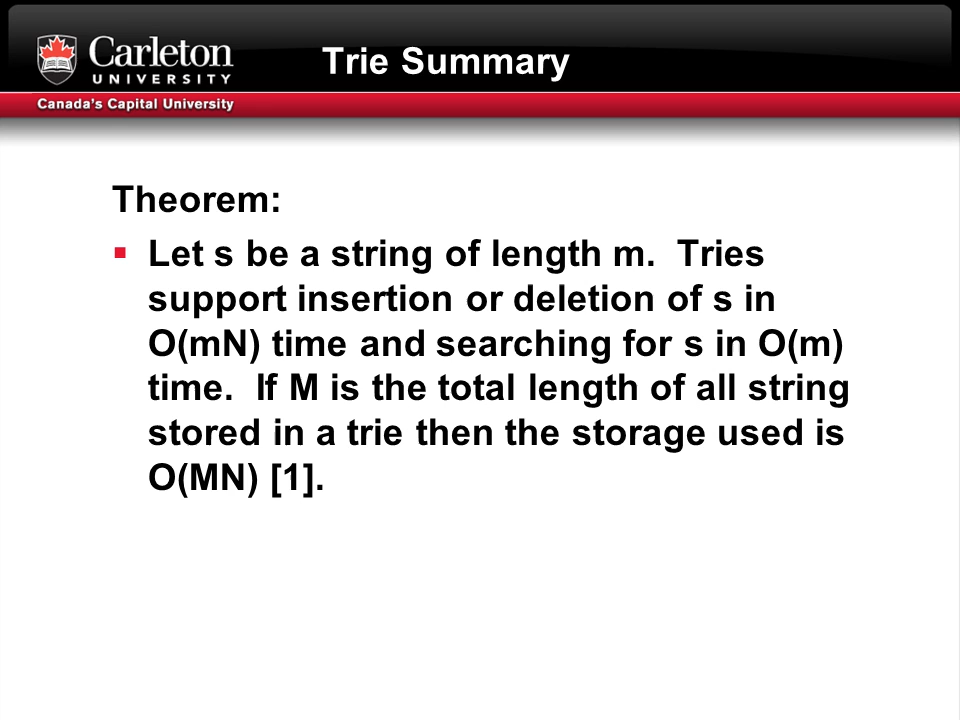 Carleton
UNIVERSITY
Canada's Capital University
Trie Summary
Theorem:
Let s be a string of length m. Tries
support insertion or deletion of s in
O(mN) time and searching for s in O(m)
time. If M is the total length of all string
stored in a trie then the storage used is
O(MN) [1].